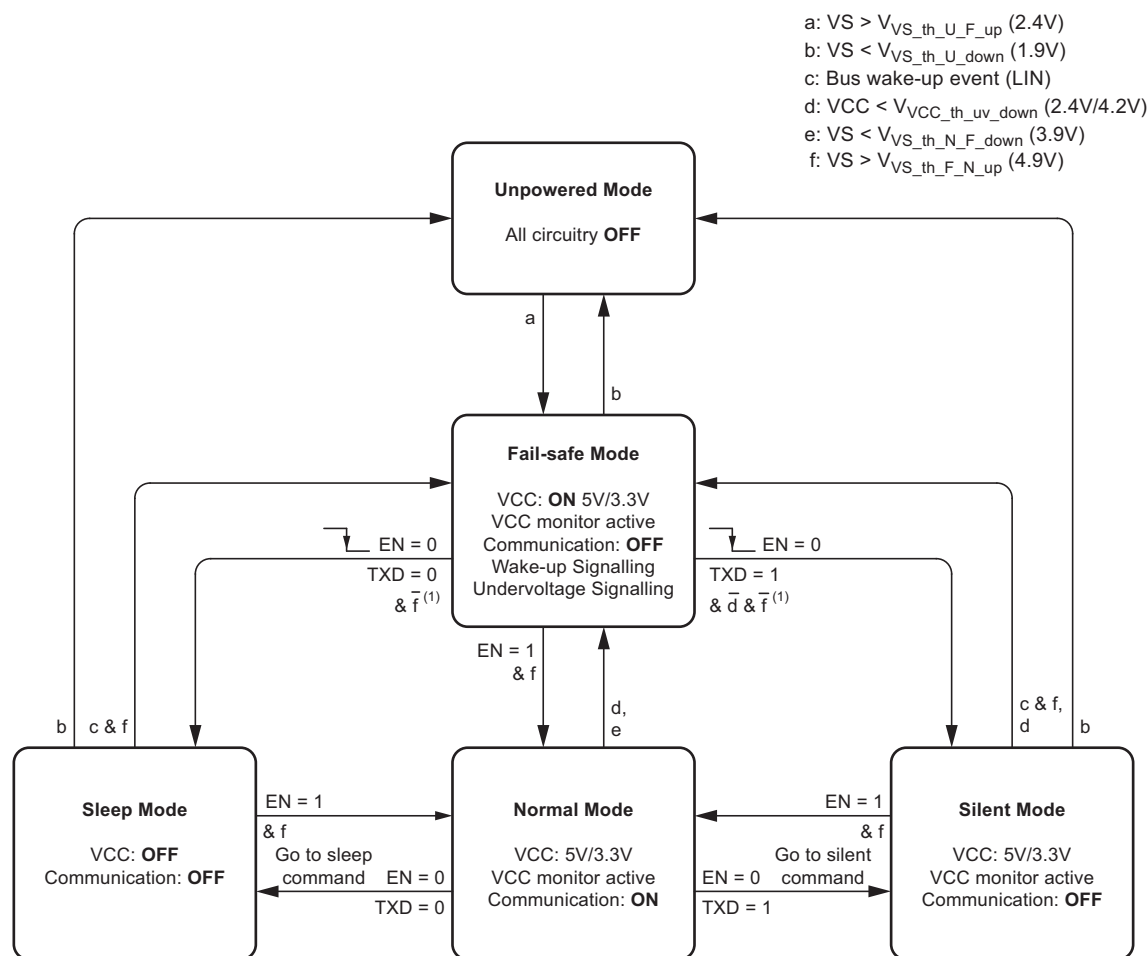 a: VS > VVS_th_U_F_up (2.4V)
b: VS < VVS_th_U_down (1.9V)
c: Bus wake-up event (LIN)
d: VCC < VVCC_th_uv_down (2.4V/4.2V)
e: VS < VVS_th_N_F_down (3.9V)
f: VS > VVS_th_F_N_up (4.9V)
Unpowered Mode
All circuitry OFF
a
b
Fail-safe Mode
VCC: ON 5V/3.3V
VCC monitor active
Communication: OFF
Wake-up Signalling
Undervoltage Signalling
EN = 0
TXD = 0
& f̅ (1)
EN = 0
TXD = 1
& d̅ & f̅ (1)
EN = 1
& f
d,
e
b
c & f
c & f,
d
b
Sleep Mode
VCC: OFF
Communication: OFF
EN = 1
& f
Go to sleep
command
EN = 0
TXD = 0
Normal Mode
VCC: 5V/3.3V
VCC monitor active
Communication: ON
EN = 1
& f
Go to silent
command
EN = 0
TXD = 1
Silent Mode
VCC: 5V/3.3V
VCC monitor active
Communication: OFF